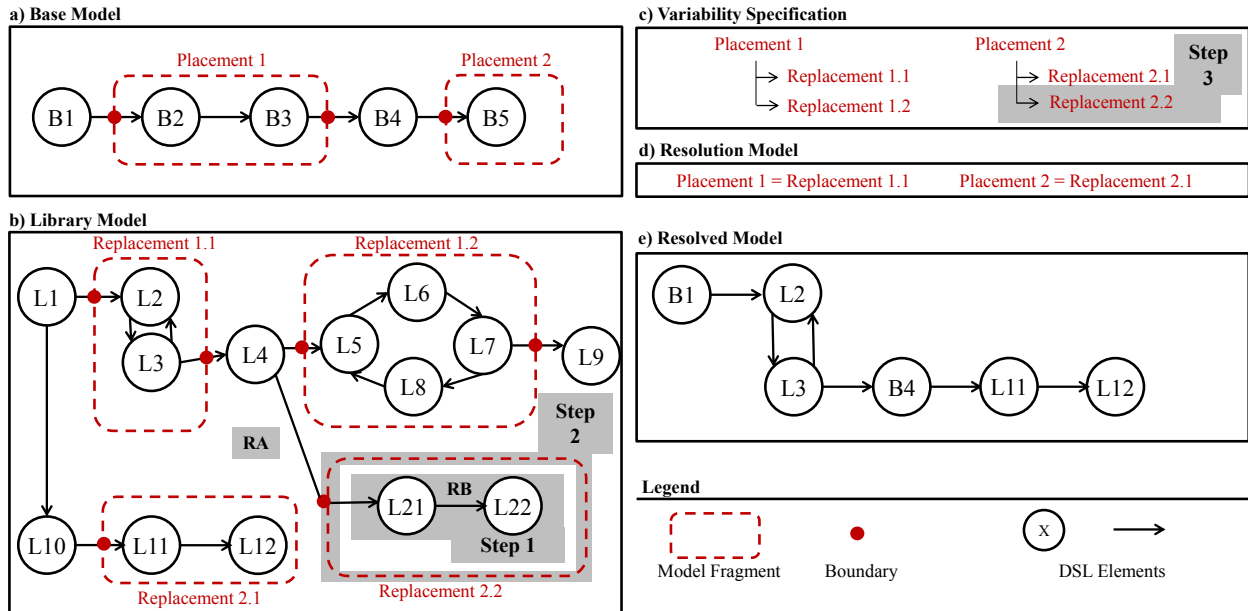 a) Base Model
Placement 1
Placement 2
B1
B2
B3
B4
B5
b) Library Model
Replacement 1.1
Replacement 1.2
L1
L2
L3
L4
L5
L6
L7
L8
L9
RA
Step
2
L10
L11
L12
L21
RB
L22
Step 1
Replacement 2.1
Replacement 2.2
c) Variability Specification
Placement 1
Replacement 1.1
Replacement 1.2
Placement 2
Replacement 2.1
Replacement 2.2
Step
3
d) Resolution Model
Placement 1 = Replacement 1.1
Placement 2 = Replacement 2.1
e) Resolved Model
B1
L2
L3
B4
L11
L12
Legend
X
Model Fragment
Boundary
DSL Elements